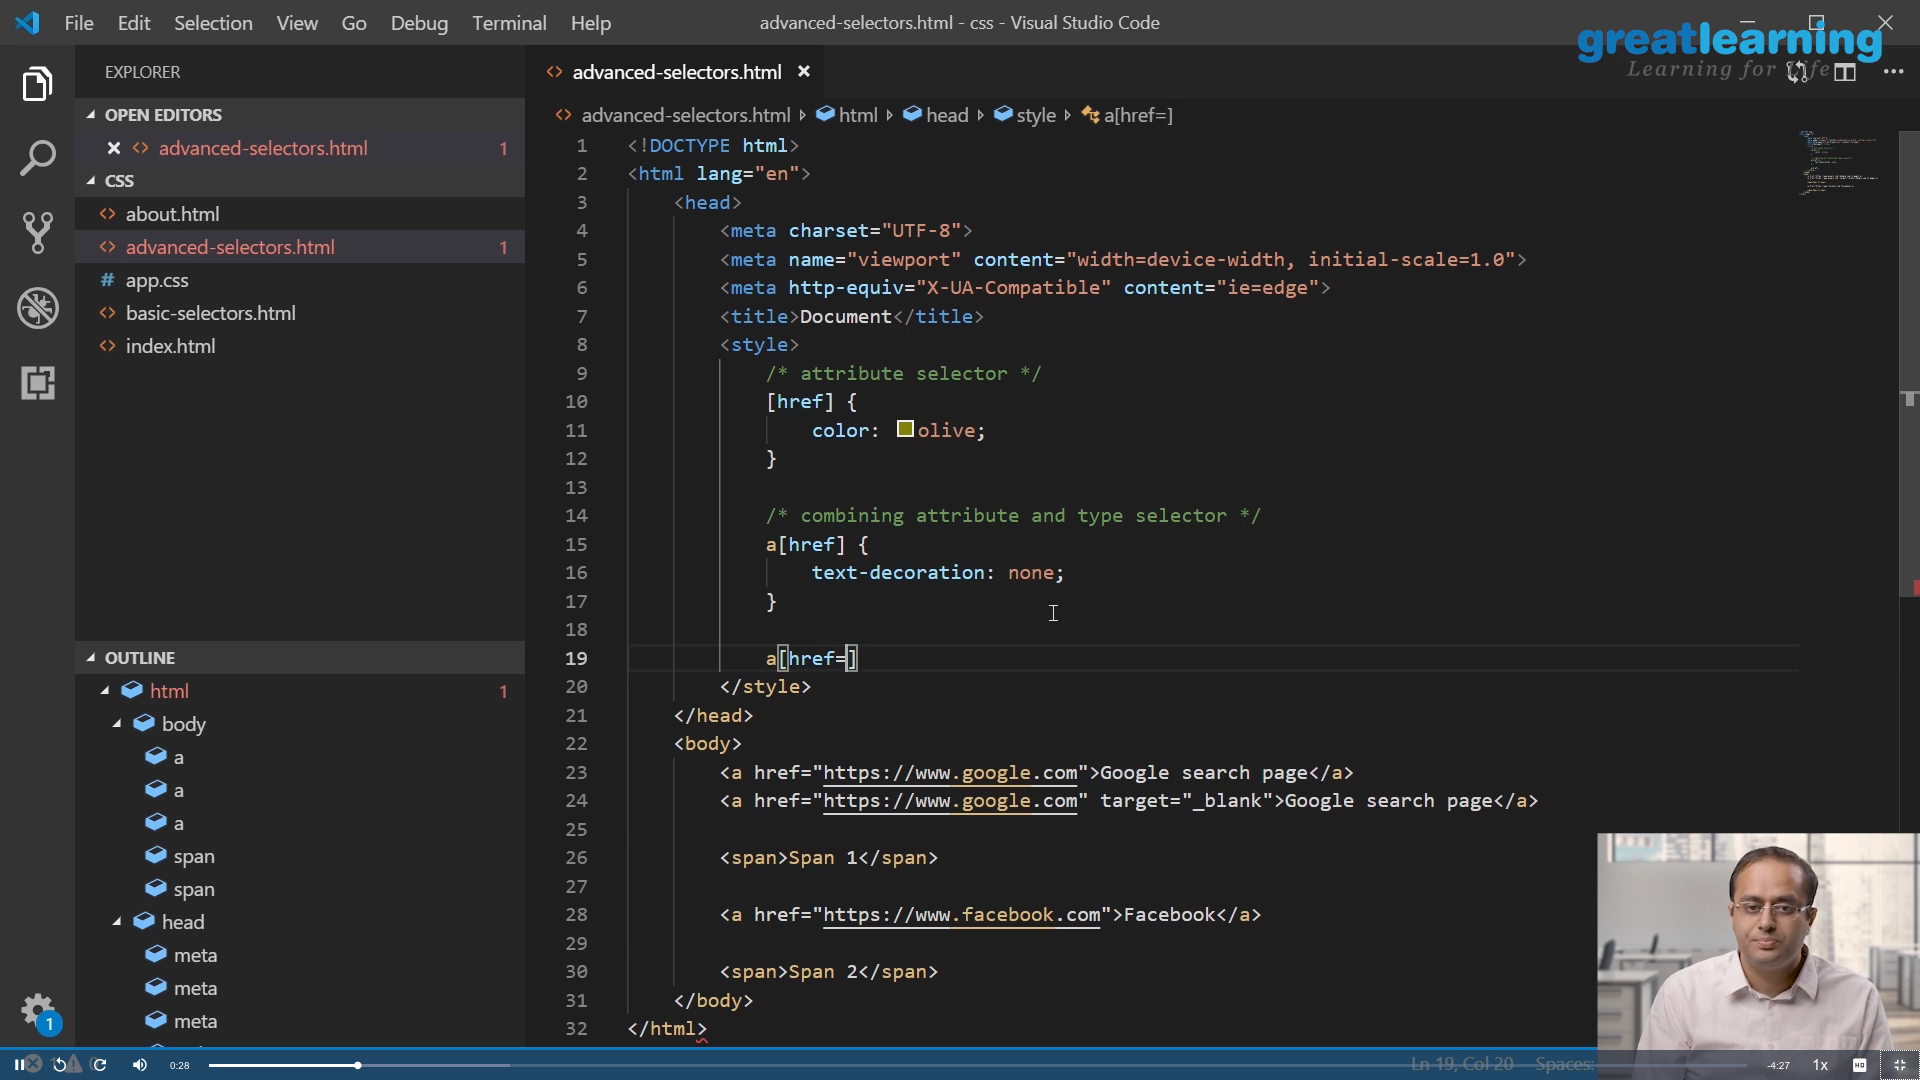 File Edit Selection View Go Debug Terminal Help
advanced-selectors.html - css - Visual Studio Code
greatlearning
Learning for life
EXPLORER
OPEN EDITORS
advanced-selectors.html 1
CSS
about.html
advanced-selectors.html 1
app.css
basic-selectors.html
index.html
OUTLINE
html 1
body
a
a
a
span
span
head
meta
meta
meta
1
advanced-selectors.html
advanced-selectors.html html head style a[href=]
1 <!DOCTYPE html>
2 <html lang="en">
3 <head>
4 <meta charset="UTF-8">
5 <meta name="viewport" content="width=device-width, initial-scale=1.0">
6 <meta http-equiv="X-UA-Compatible" content="ie=edge">
7 <title>Document</title>
8 <style>
9 /* attribute selector */
10 [href] {
11 color: olive;
12 }
13
14 /* combining attribute and type selector */
15 a[href] {
16 text-decoration: none;
17 }
18
19 a[href=]
20 </style>
21 </head>
22 <body>
23 <a href="https://www.google.com">Google search page</a>
24 <a href="https://www.google.com" target="_blank">Google search page</a>
25
26 <span>Span 1</span>
27
28 <a href="https://www.facebook.com">Facebook</a>
29
30 <span>Span 2</span>
31 </body>
32 </html>
0:28
Ln 19, Col 20 Spaces:
-4:27 1x HD